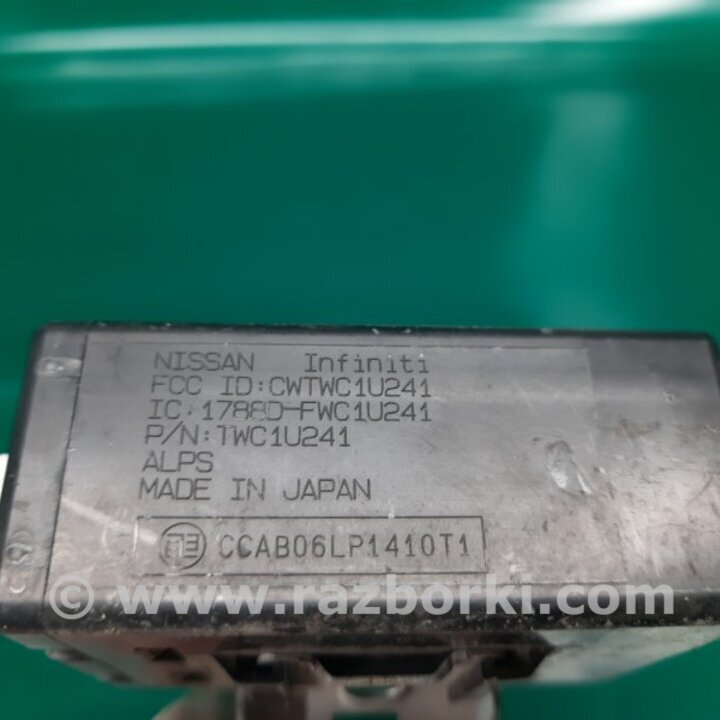 NISSAN Infiniti
FCC ID:CWTWC1U241
IC:1788D-FWC1U241
P/N:TWC1U241
ALPS
MADE IN JAPAN
CCAB06LP1410T1
© www.razborki.com